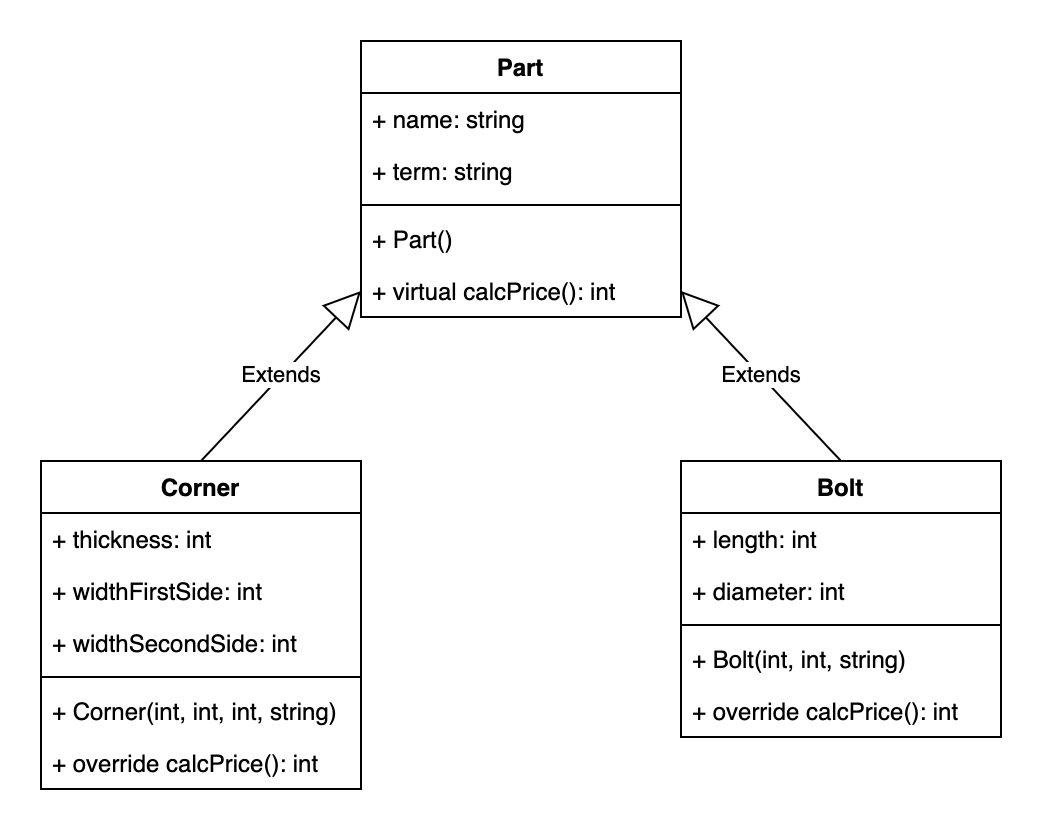 Part
+ name: string
+ term: string
+ Part()
+ virtual calcPrice(): int
Extends
Extends
Corner
+ thickness: int
+ widthFirstSide: int
+ widthSecondSide: int
+ Corner(int, int, int, string)
+ override calcPrice(): int
Bolt
+ length: int
+ diameter: int
+ Bolt(int, int, string)
+ override calcPrice(): int